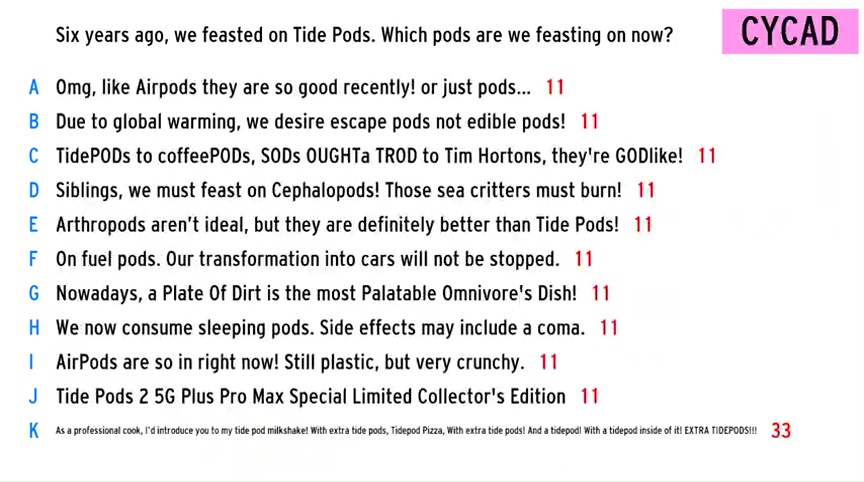 Six years ago, we feasted on Tide Pods. Which pods are we feasting on now?
CYCAD
A Omg, like Airpods they are so good recently! or just pods... 11
B Due to global warming, we desire escape pods not edible pods! 11
C TidePODs to coffeePODs, SODs OUGHTa TROD to Tim Hortons, they're GODlike! 11
D Siblings, we must feast on Cephalopods! Those sea critters must burn! 11
E Arthropods aren't ideal, but they are definitely better than Tide Pods! 11
F On fuel pods. Our transformation into cars will not be stopped. 11
G Nowadays, a Plate Of Dirt is the most Palatable Omnivore's Dish! 11
H We now consume sleeping pods. Side effects may include a coma. 11
I AirPods are so in right now! Still plastic, but very crunchy. 11
J Tide Pods 2 5G Plus Pro Max Special Limited Collector's Edition 11
K As a professional cook, I'd introduce you to my tide pod milkshake! With extra tide pods, Tidepod Pizza, With extra tide pods! And a tidepod! With a tidepod inside of it! EXTRA TIDEPODS!!! 33